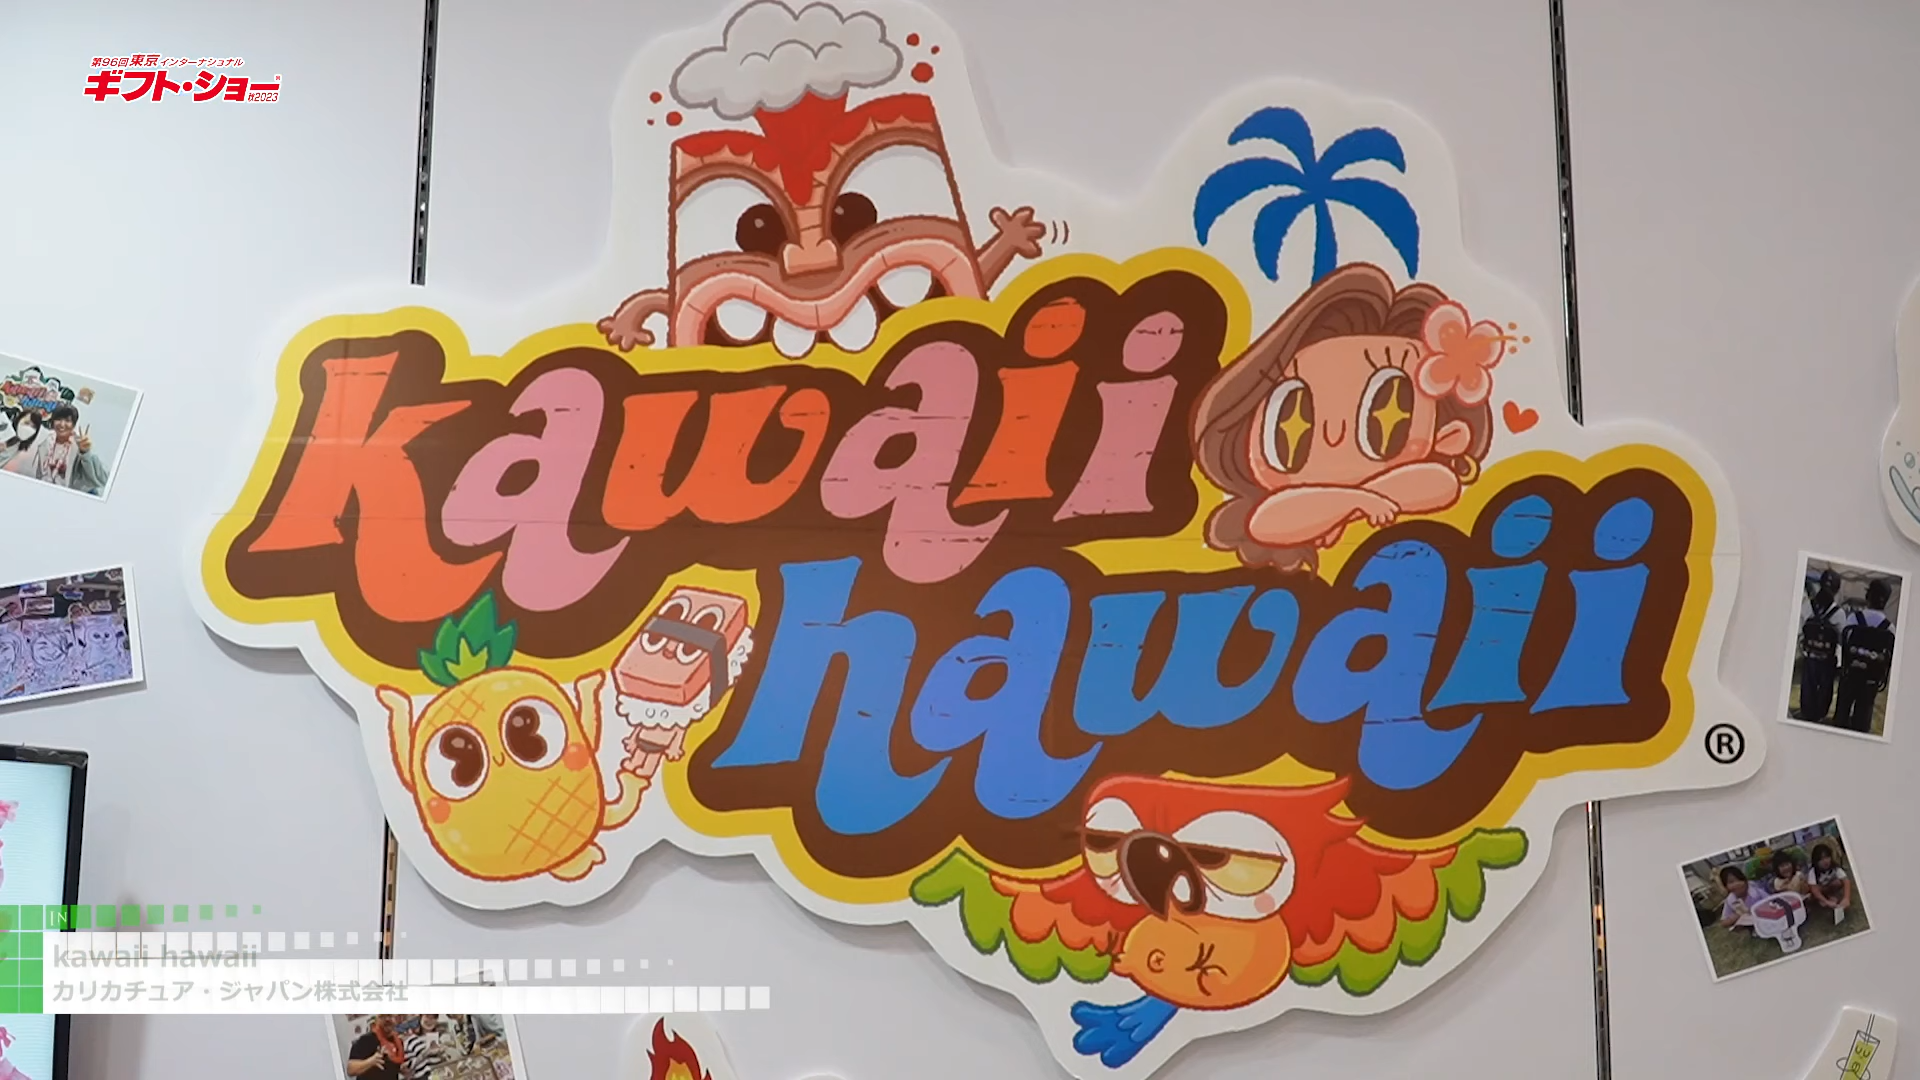 第96回東京インターナショナル
ギフト・ショー秋2023
kawaii
hawaii
®
IN
kawaii hawaii
カリカチュア・ジャパン株式会社